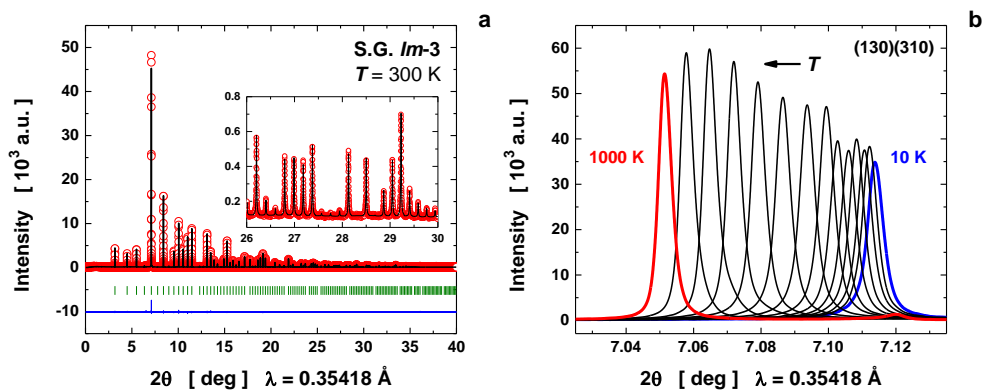 a
S.G. Im-3
T = 300 K
Intensity [ 10³ a.u. ]
50
40
30
20
10
0
-10
0.8
0.6
0.4
0.2
26 27 28 29 30
0 5 10 15 20 25 30 35 40
2θ [ deg ] λ = 0.35418 Å
b
(130)(310)
T
1000 K
10 K
Intensity [ 10³ a.u. ]
60
50
40
30
20
10
0
7.04 7.06 7.08 7.10 7.12
2θ [ deg ] λ = 0.35418 Å